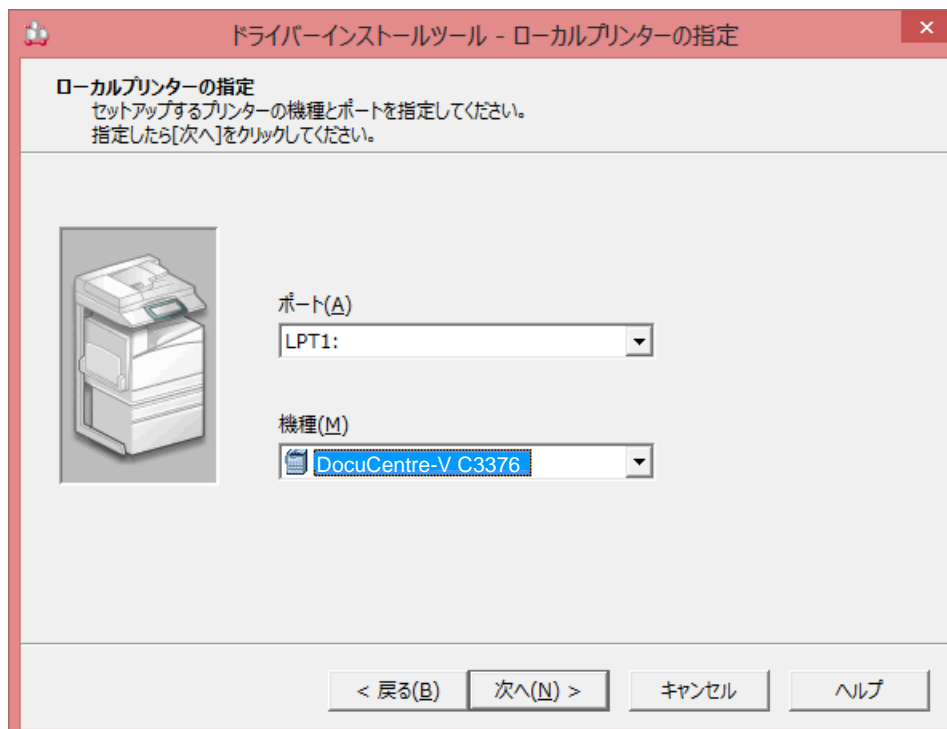 ドライバーインストールツール - ローカルプリンターの指定
ローカルプリンターの指定
セットアップするプリンターの機種とポートを指定してください。
指定したら[次へ]をクリックしてください。
ポート(A)
LPT1:
機種(M)
DocuCentre-V C3376
< 戻る(B) 次へ(N) > キャンセル ヘルプ